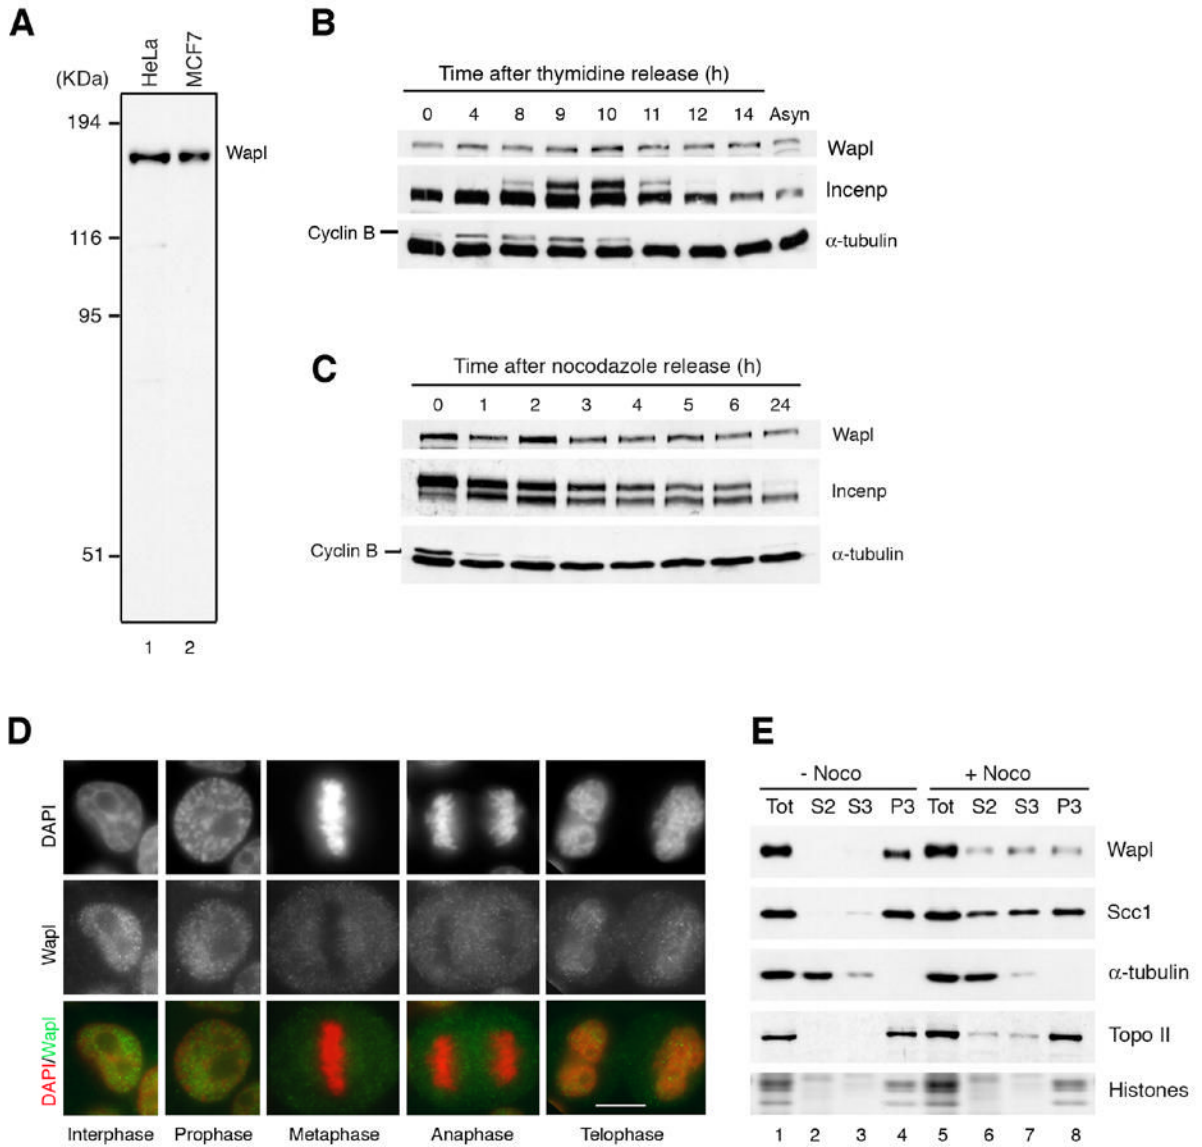 A
(KDa)
HeLa
MCF7
194
Wapl
116
95
51
1 2
B
Time after thymidine release (h)
0 4 8 9 10 11 12 14 Asyn
Wapl
Incenp
Cyclin B
α-tubulin
C
Time after nocodazole release (h)
0 1 2 3 4 5 6 24
Wapl
Incenp
Cyclin B
α-tubulin
D
DAPI
Wapl
DAPI/Wapl
Interphase Prophase Metaphase Anaphase Telophase
E
- Noco + Noco
Tot S2 S3 P3 Tot S2 S3 P3
Wapl
Scc1
α-tubulin
Topo II
Histones
1 2 3 4 5 6 7 8